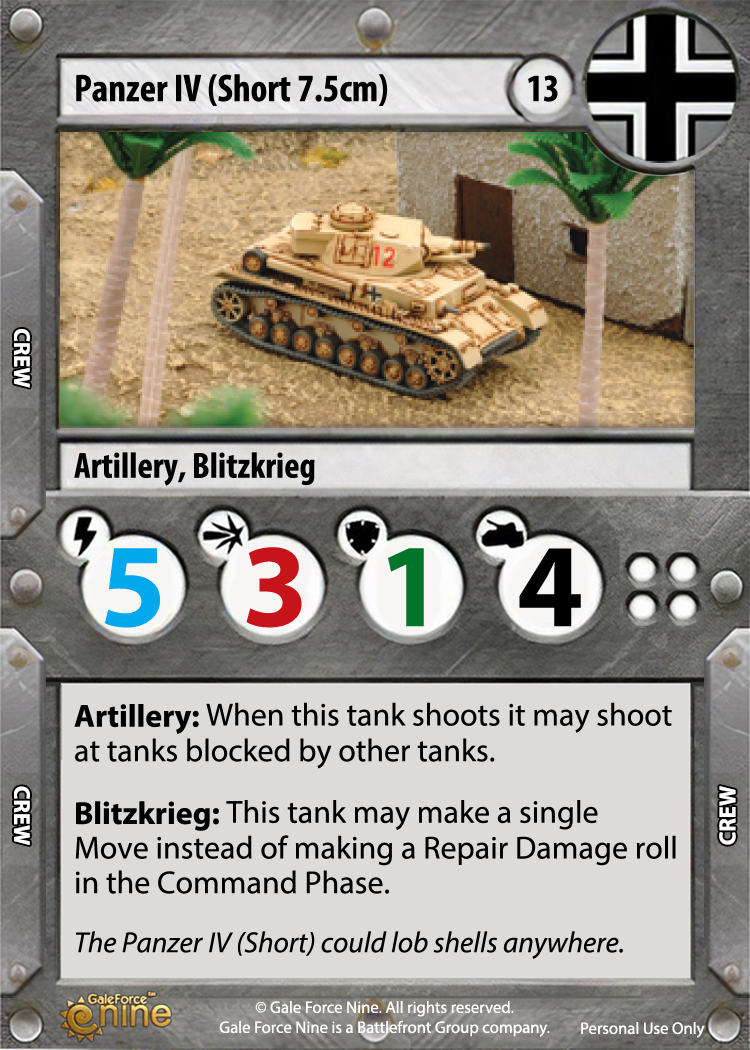 Panzer IV (Short 7.5cm)
13
12
CREW
Artillery, Blitzkrieg
5 3 1 4
Artillery: When this tank shoots it may shoot
at tanks blocked by other tanks.
Blitzkrieg: This tank may make a single
Move instead of making a Repair Damage roll
in the Command Phase.
CREW
CREW
The Panzer IV (Short) could lob shells anywhere.
GaleForce™
nine
© Gale Force Nine. All rights reserved.
Gale Force Nine is a Battlefront Group company.
Personal Use Only